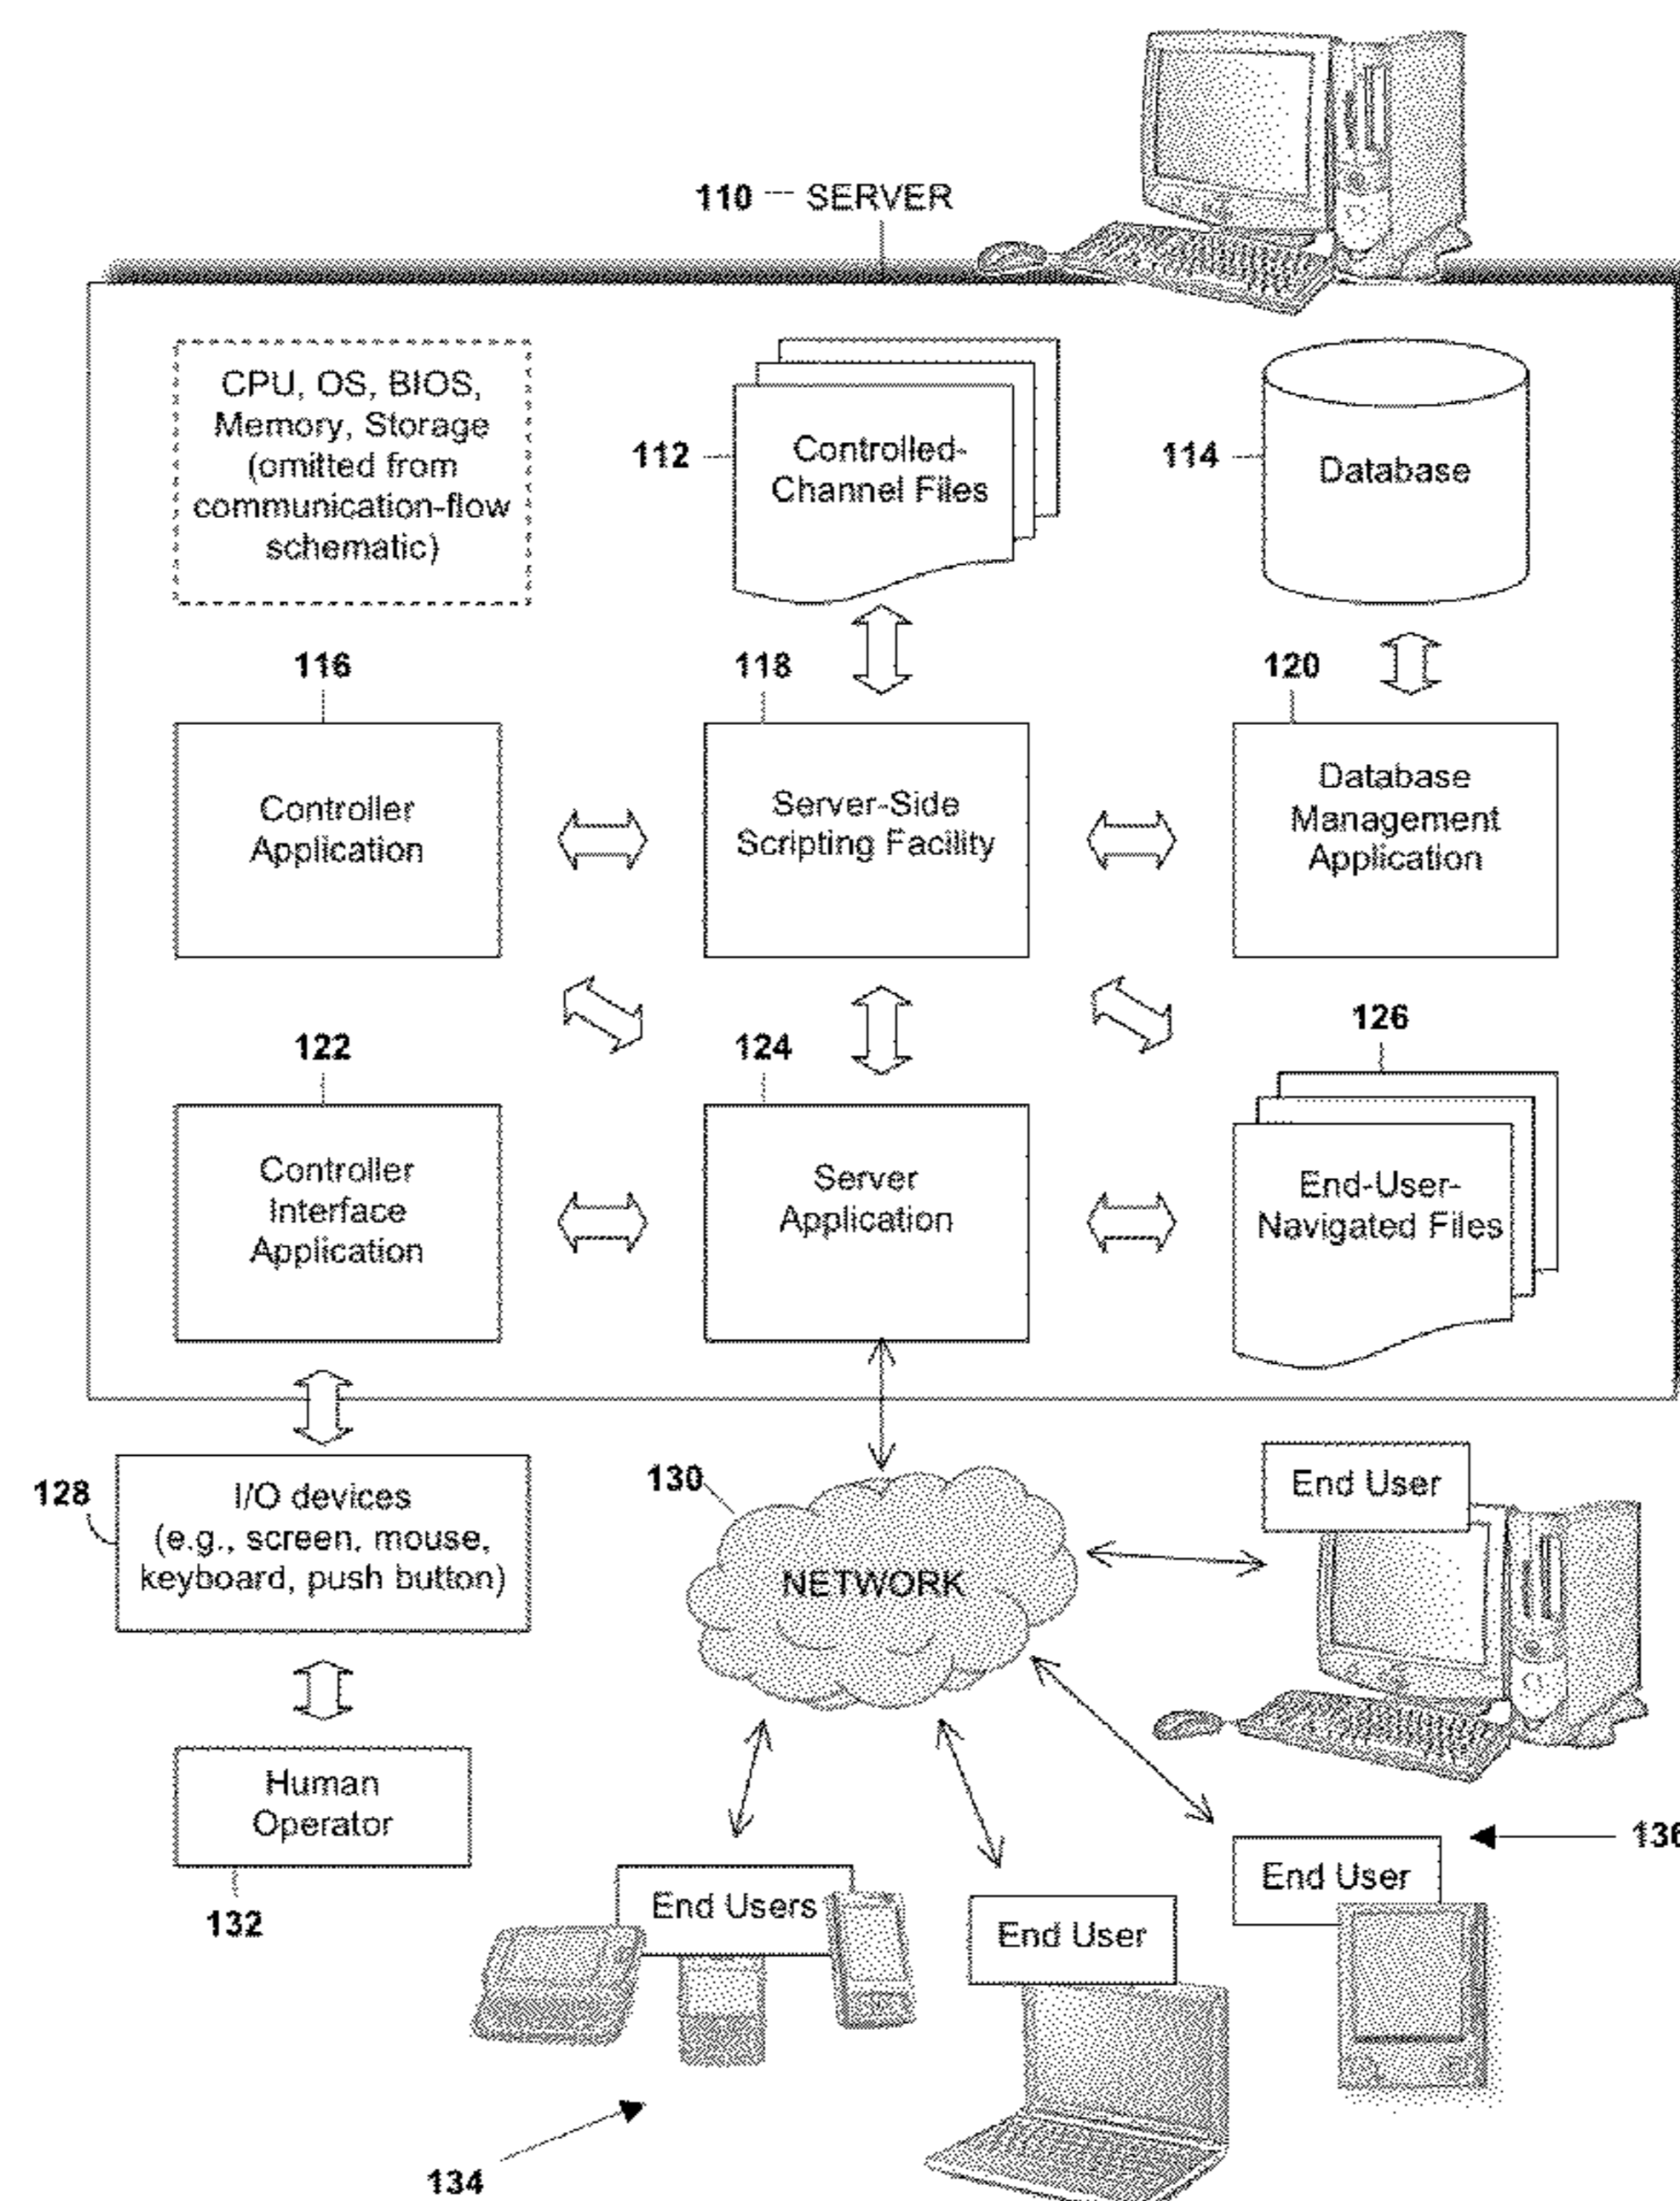 110 --- SERVER
CPU, OS, BIOS,
Memory, Storage
(omitted from
communication-flow
schematic)
112
Controlled-
Channel Files
114
Database
116
Controller
Application
118
Server-Side
Scripting Facility
120
Database
Management
Application
122
Controller
Interface
Application
124
Server
Application
126
End-User-
Navigated Files
128
I/O devices
(e.g., screen, mouse,
keyboard, push button)
130
NETWORK
End User
Human
Operator
132
End Users
134
End User
End User
136